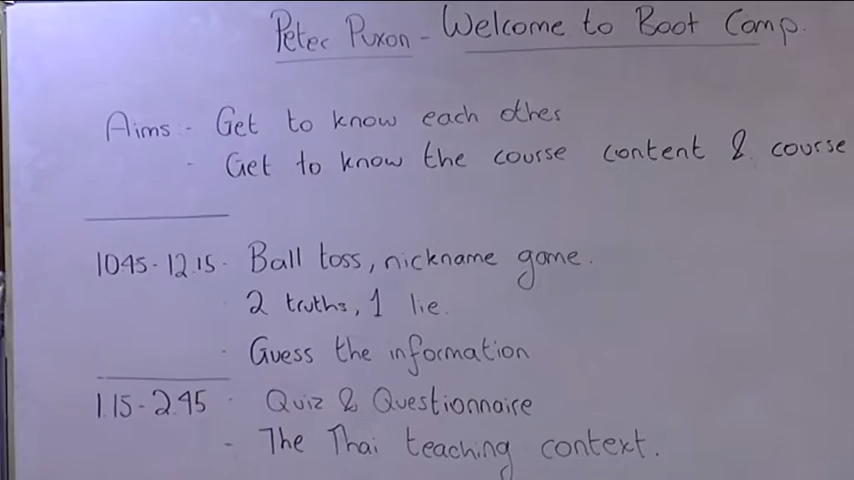 Peter Puxon - Welcome to Boot Camp.
Aims:- Get to know each other
- Get to know the course content & course
1045-12.15- Ball toss, nickname game.
2 truths, 1 lie.
- Guess the information
1.15-2.45 - Quiz & Questionnaire
- The Thai teaching context.